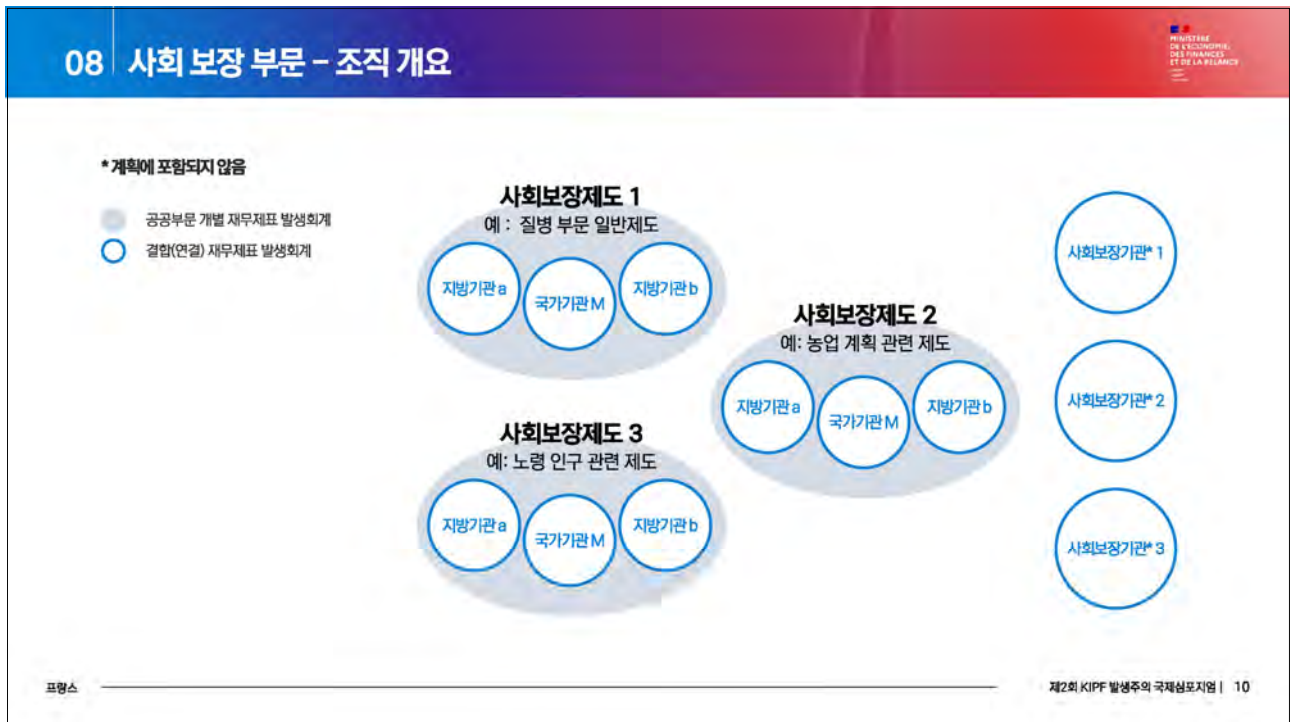 08 사회 보장 부문 – 조직 개요
MINISTÈRE
DE L'ÉCONOMIE,
DES FINANCES
ET DE LA RELANCE
* 계획에 포함되지 않음
공공부문 개별 재무제표 발생회계
결합(연결) 재무제표 발생회계
사회보장제도 1
예 : 질병 부문 일반제도
지방기관 a
국가기관 M
지방기관 b
사회보장제도 2
예: 농업 계획 관련 제도
지방기관 a
국가기관 M
지방기관 b
사회보장제도 3
예: 노령 인구 관련 제도
지방기관 a
국가기관 M
지방기관 b
사회보장기관* 1
사회보장기관* 2
사회보장기관* 3
프랑스
제2회 KIPF 발생주의 국제심포지엄 | 10